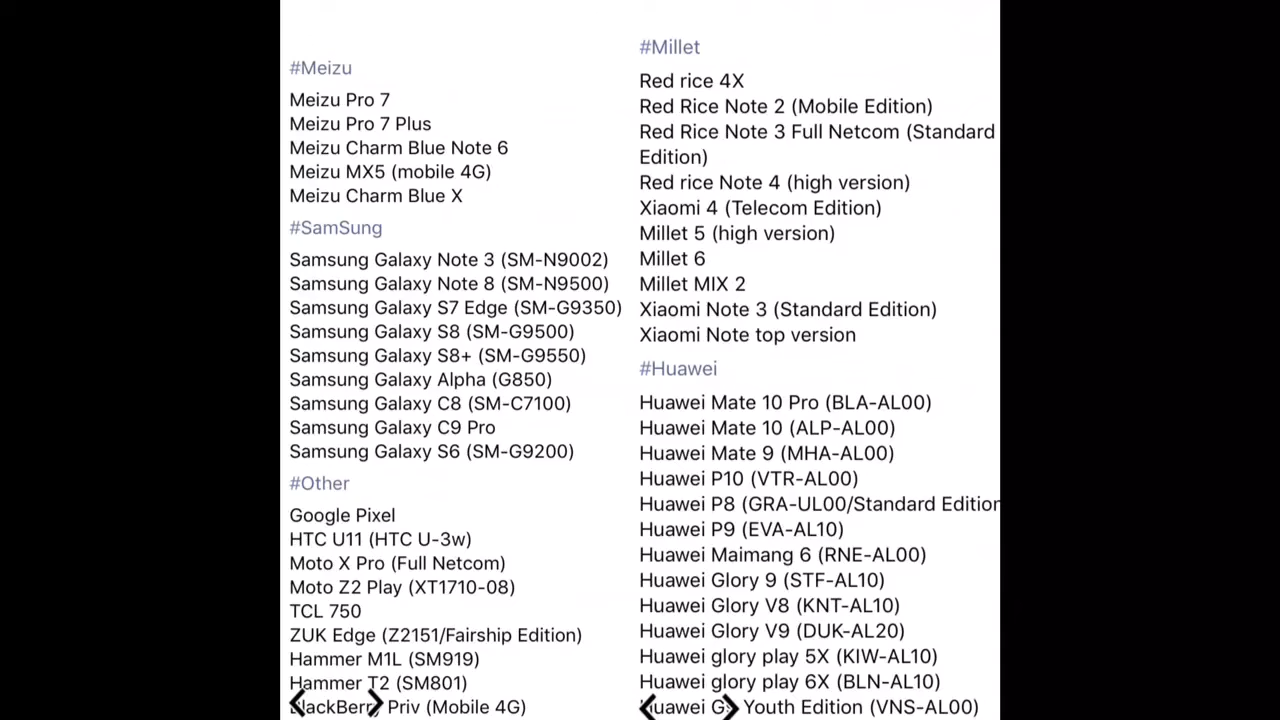 #Meizu
Meizu Pro 7
Meizu Pro 7 Plus
Meizu Charm Blue Note 6
Meizu MX5 (mobile 4G)
Meizu Charm Blue X
#SamSung
Samsung Galaxy Note 3 (SM-N9002)
Samsung Galaxy Note 8 (SM-N9500)
Samsung Galaxy S7 Edge (SM-G9350)
Samsung Galaxy S8 (SM-G9500)
Samsung Galaxy S8+ (SM-G9550)
Samsung Galaxy Alpha (G850)
Samsung Galaxy C8 (SM-C7100)
Samsung Galaxy C9 Pro
Samsung Galaxy S6 (SM-G9200)
#Other
Google Pixel
HTC U11 (HTC U-3w)
Moto X Pro (Full Netcom)
Moto Z2 Play (XT1710-08)
TCL 750
ZUK Edge (Z2151/Fairship Edition)
Hammer M1L (SM919)
Hammer T2 (SM801)
BlackBerry Priv (Mobile 4G)
#Millet
Red rice 4X
Red Rice Note 2 (Mobile Edition)
Red Rice Note 3 Full Netcom (Standard
Edition)
Red rice Note 4 (high version)
Xiaomi 4 (Telecom Edition)
Millet 5 (high version)
Millet 6
Millet MIX 2
Xiaomi Note 3 (Standard Edition)
Xiaomi Note top version
#Huawei
Huawei Mate 10 Pro (BLA-AL00)
Huawei Mate 10 (ALP-AL00)
Huawei Mate 9 (MHA-AL00)
Huawei P10 (VTR-AL00)
Huawei P8 (GRA-UL00/Standard Edition
Huawei P9 (EVA-AL10)
Huawei Maimang 6 (RNE-AL00)
Huawei Glory 9 (STF-AL10)
Huawei Glory V8 (KNT-AL10)
Huawei Glory V9 (DUK-AL20)
Huawei glory play 5X (KIW-AL10)
Huawei glory play 6X (BLN-AL10)
Huawei Youth Edition (VNS-AL00)